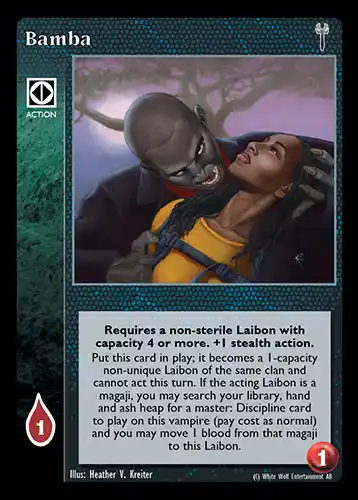 Bamba
ACTION
Requires a non-sterile Laibon with
capacity 4 or more. +1 stealth action.
Put this card in play; it becomes a 1-capacity
non-unique Laibon of the same clan and
cannot act this turn. If the acting Laibon is a
magaji, you may search your library, hand
and ash heap for a master: Discipline card
to play on this vampire (pay cost as normal)
and you may move 1 blood from that magaji
to this Laibon.
1
1
Illus: Heather V. Kreiter
(C) White Wolf Entertainment AB